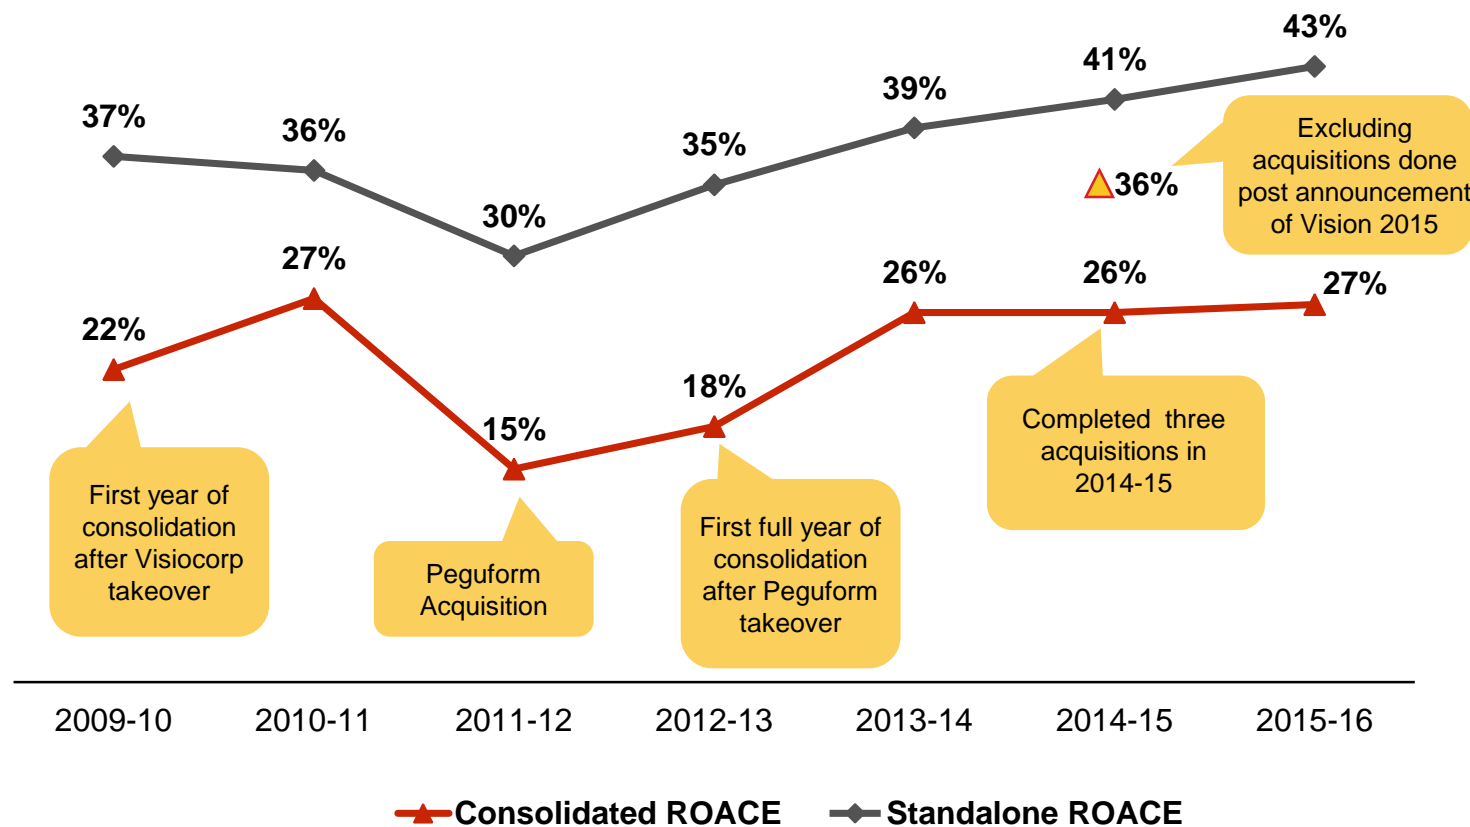 43%
41%
39%
37%
36%
35%
30%
Excluding
acquisitions done
post announcement
of Vision 2015
36%
22%
27%
15%
18%
26%
26%
27%
First year of
consolidation
after Visiocorp
takeover
Peguform
Acquisition
First full year of
consolidation
after Peguform
takeover
Completed three
acquisitions in
2014-15
2009-10
2010-11
2011-12
2012-13
2013-14
2014-15
2015-16
Consolidated ROACE
Standalone ROACE